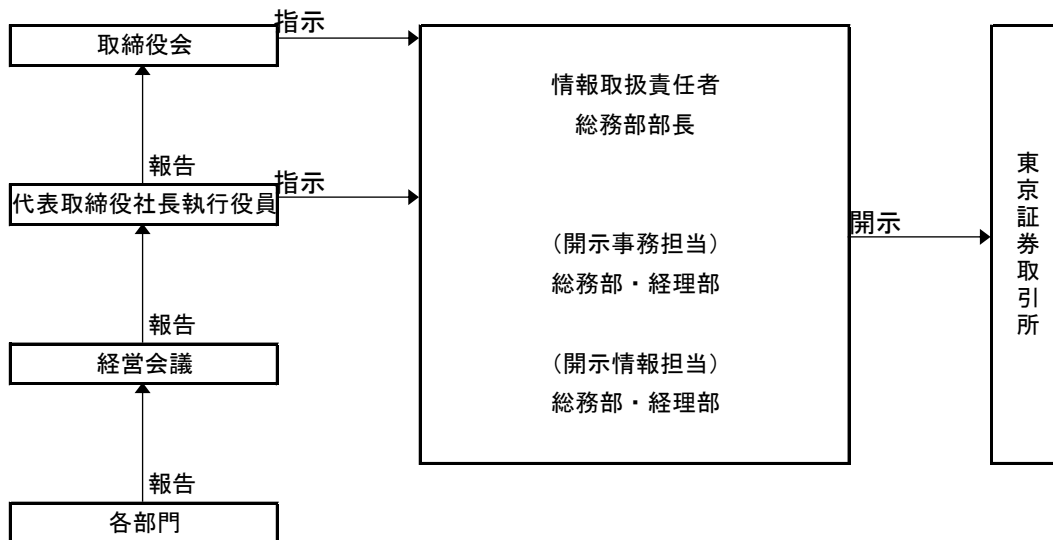 指示
取締役会
報告
指示
代表取締役社長執行役員
報告
経営会議
報告
各部門
情報取扱責任者
総務部部長
（開示事務担当）
総務部・経理部
（開示情報担当）
総務部・経理部
開示
東京証券取引所